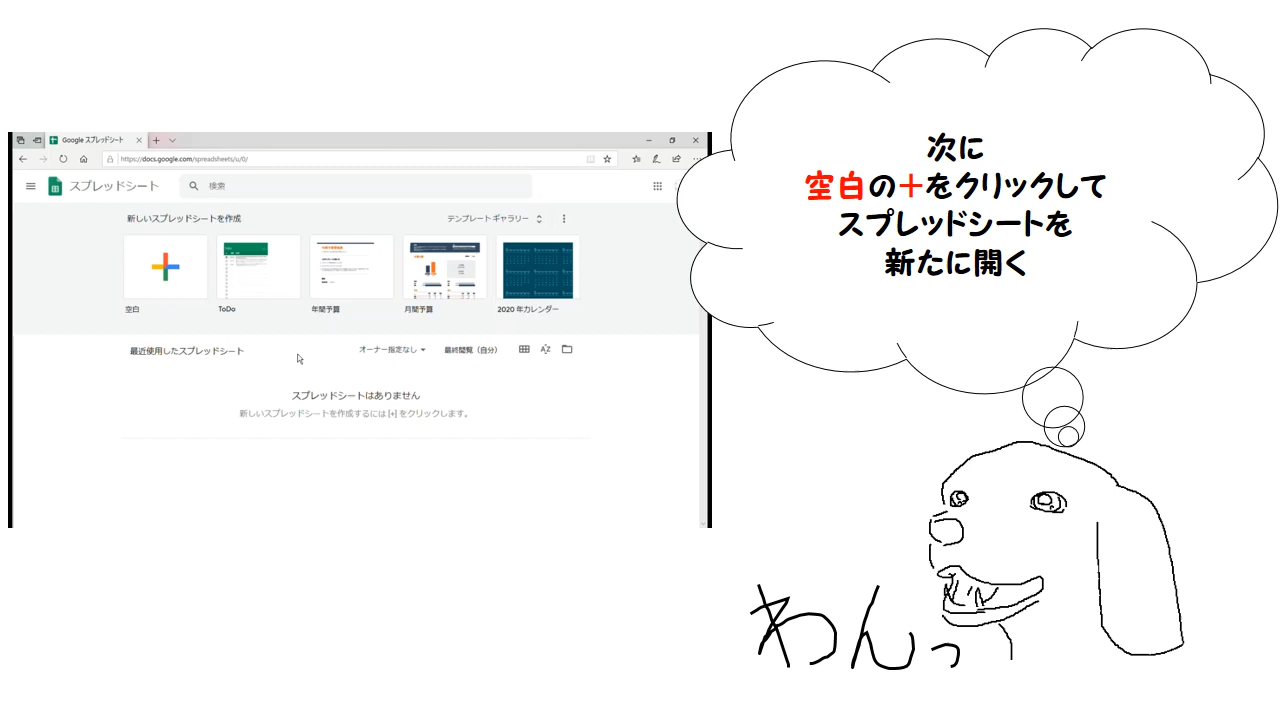 Google スプレッドシート
https://docs.google.com/spreadsheets/u/0/
スプレッドシート
検索
新しいスプレッドシートを作成
テンプレート ギャラリー
空白
ToDo
年間予算
月間予算
2020 年カレンダー
最近使用したスプレッドシート
オーナー指定なし
最終閲覧（自分）
スプレッドシートはありません
新しいスプレッドシートを作成するには [+] をクリックします。
次に
空白の＋をクリックして
スプレッドシートを
新たに開く
わんっ